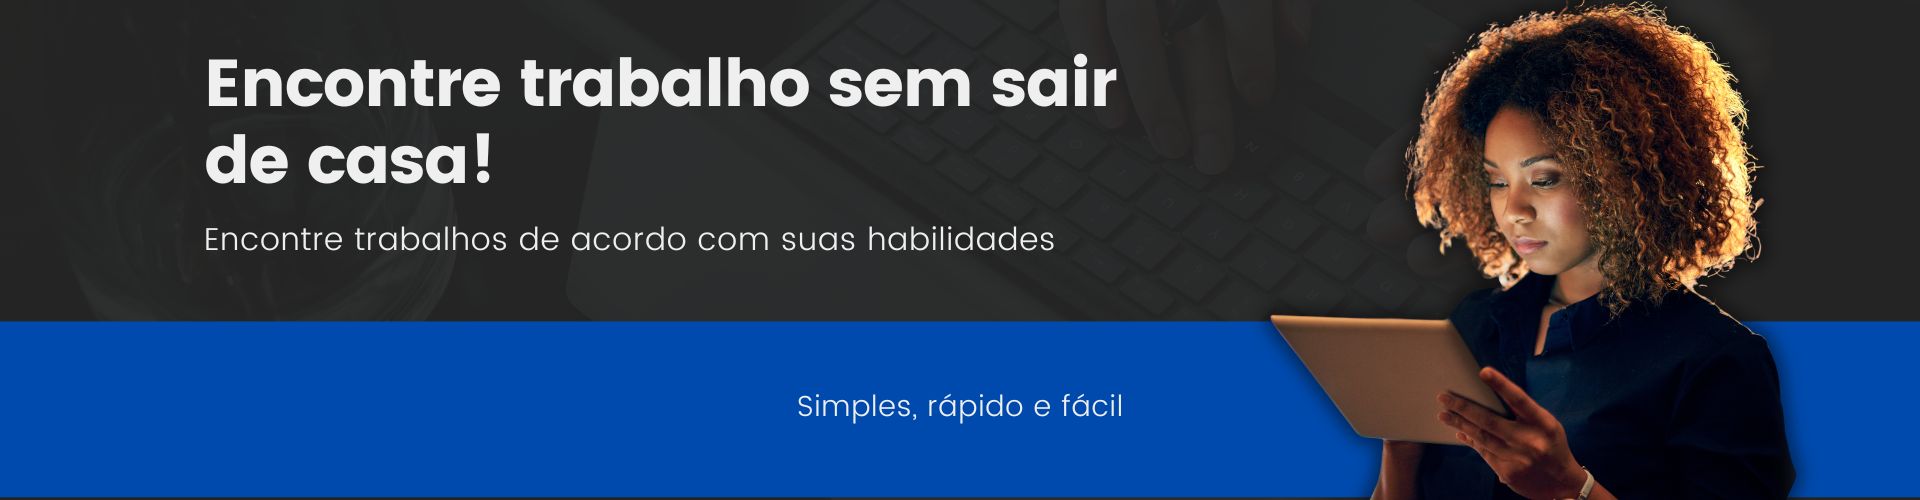 Encontre trabalho sem sair
de casa!
Encontre trabalhos de acordo com suas habilidades
Simples, rápido e fácil